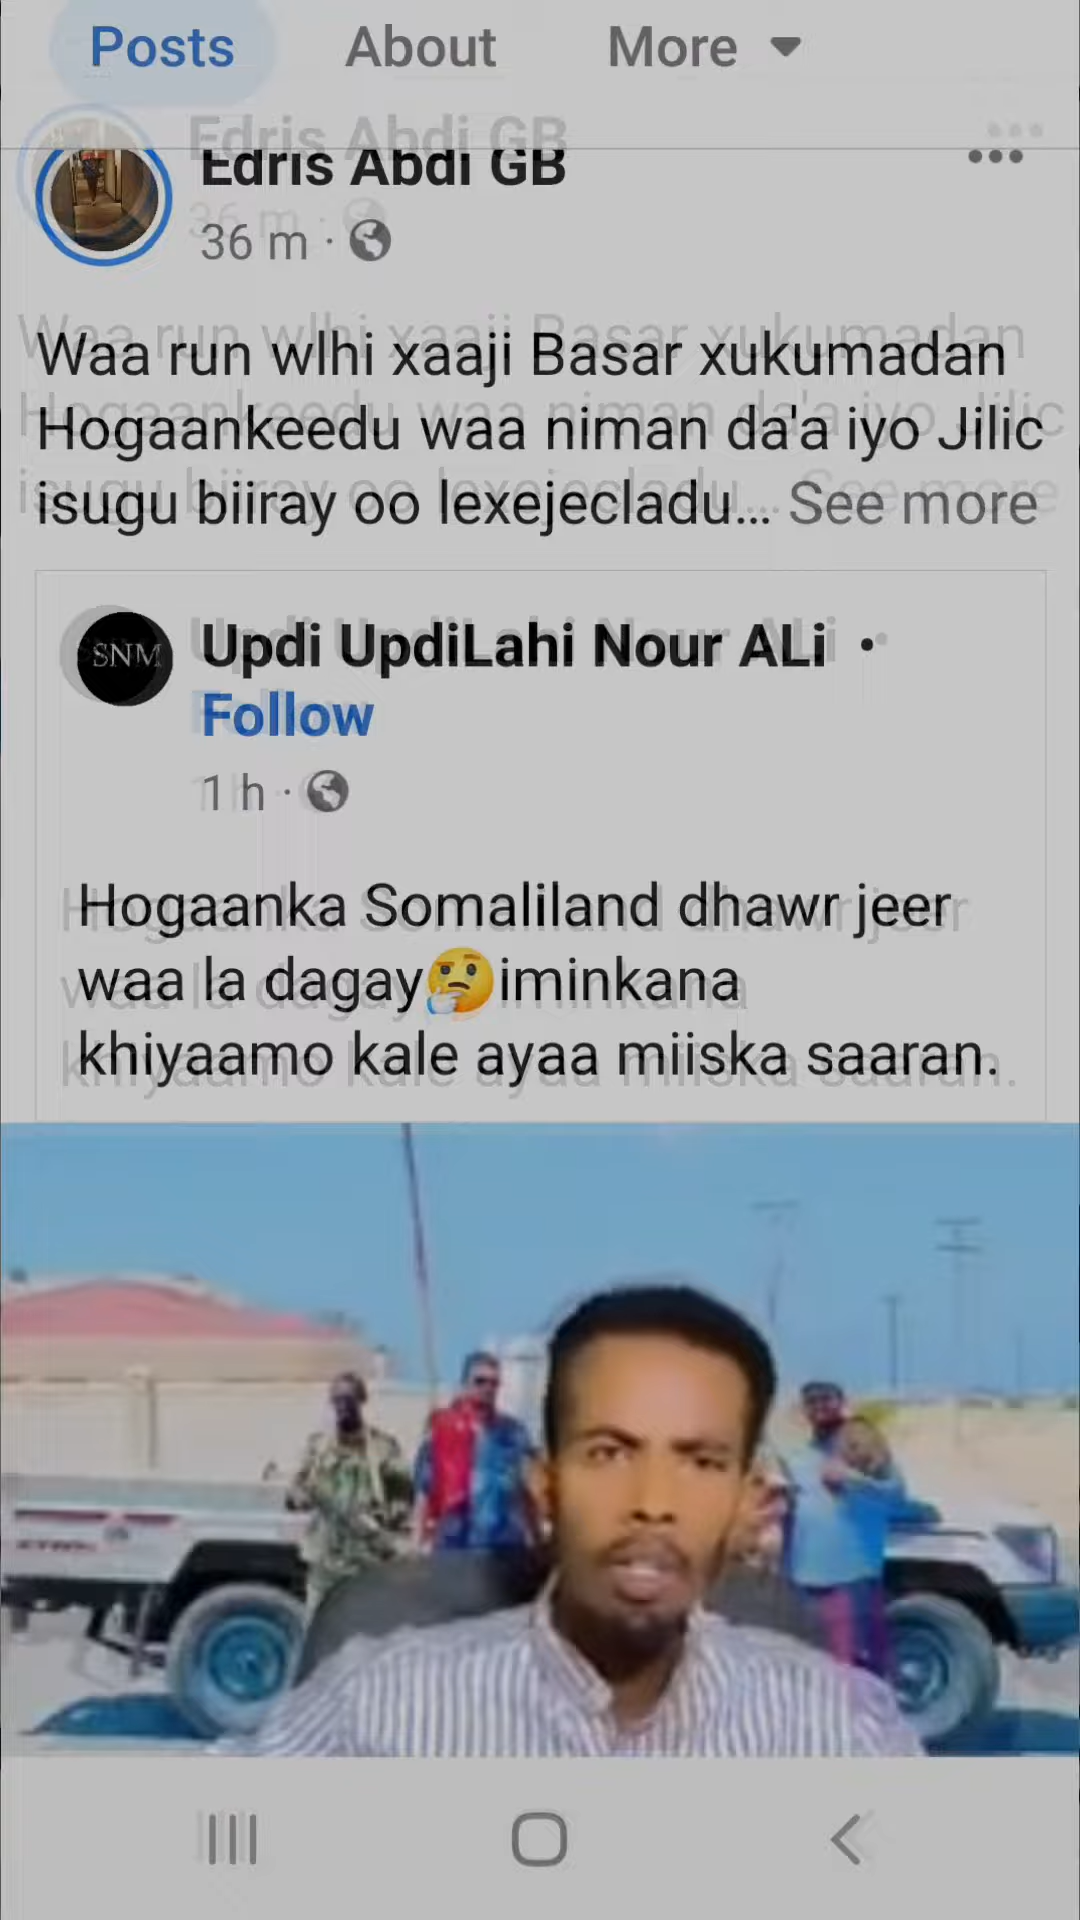 Posts About More
Edris Abdi GB
36 m ·
Waa run wlhi xaaji Basar xukumadan
Hogaankeedu waa niman da'a iyo Jilic
isugu biiray oo lexejecladu... See more
SNM
Updi UpdiLahi Nour ALi •
Follow
1 h ·
Hogaanka Somaliland dhawr jeer
waa la dagay🤔iminkana
khiyaamo kale ayaa miiska saaran.